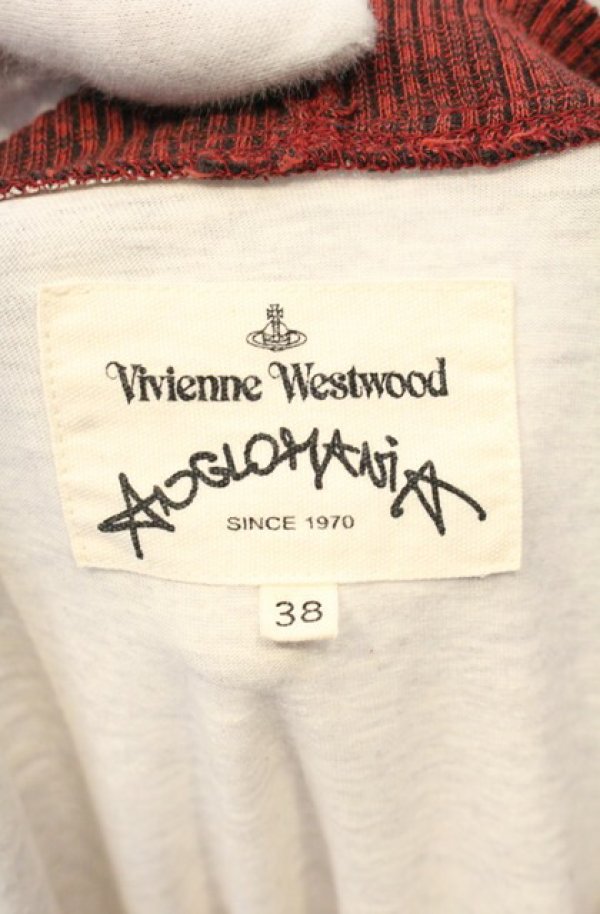 Vivienne Westwood
ANGLOMANiA
SINCE 1970
38